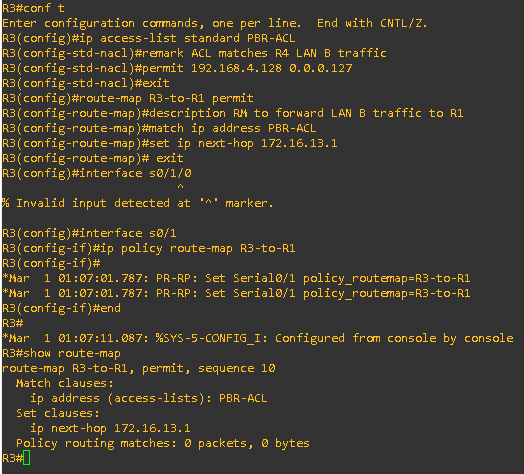 R3#conf t
Enter configuration commands, one per line.  End with CNTL/Z.
R3(config)#ip access-list standard PBR-ACL
R3(config-std-nacl)#remark ACL matches R4 LAN B traffic
R3(config-std-nacl)#permit 192.168.4.128 0.0.0.127
R3(config-std-nacl)#exit
R3(config)#route-map R3-to-R1 permit
R3(config-route-map)#description RM to forward LAN B traffic to R1
R3(config-route-map)#match ip address PBR-ACL
R3(config-route-map)#set ip next-hop 172.16.13.1
R3(config-route-map)# exit
R3(config)#interface s0/1/0
                        ^
% Invalid input detected at '^' marker.
R3(config)#interface s0/1
R3(config-if)#ip policy route-map R3-to-R1
R3(config-if)#
*Mar  1 01:07:01.787: PR-RP: Set Serial0/1 policy_routemap=R3-to-R1
*Mar  1 01:07:01.787: PR-RP: Set Serial0/1 policy_routemap=R3-to-R1
R3(config-if)#end
R3#
*Mar  1 01:07:11.087: %SYS-5-CONFIG_I: Configured from console by console
R3#show route-map
route-map R3-to-R1, permit, sequence 10
  Match clauses:
    ip address (access-lists): PBR-ACL
  Set clauses:
    ip next-hop 172.16.13.1
  Policy routing matches: 0 packets, 0 bytes
R3#